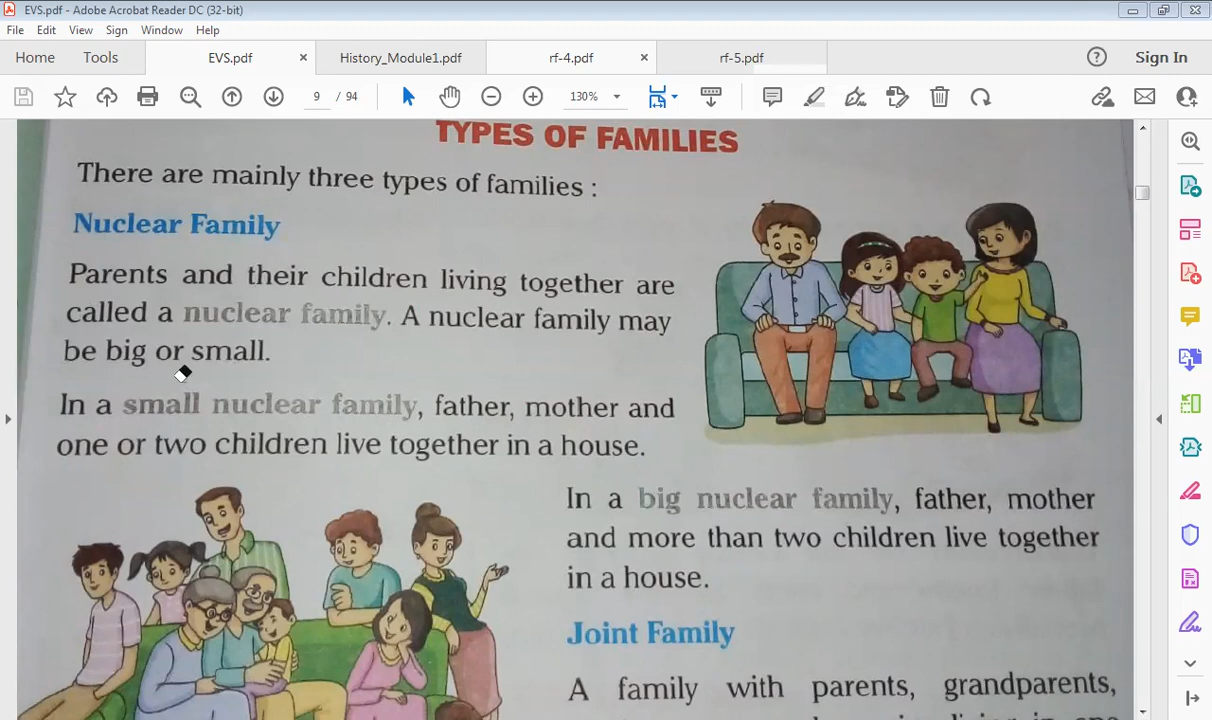 EVS.pdf - Adobe Acrobat Reader DC (32-bit)
File Edit View Sign Window Help
Home Tools EVS.pdf History_Module1.pdf rf-4.pdf rf-5.pdf Sign In
9 / 94 130%
TYPES OF FAMILIES
There are mainly three types of families :
Nuclear Family
Parents and their children living together are
called a nuclear family. A nuclear family may
be big or small.
In a small nuclear family, father, mother and
one or two children live together in a house.
In a big nuclear family, father, mother
and more than two children live together
in a house.
Joint Family
A family with parents, grandparents,